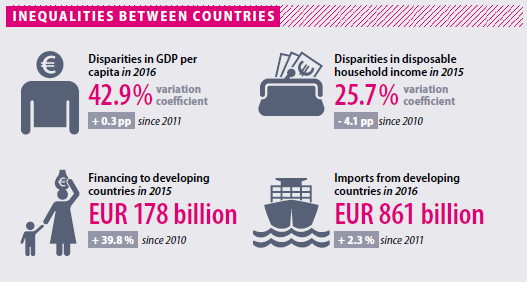 INEQUALITIES BETWEEN COUNTRIES
€
Disparities in GDP per
capita in 2016
42.9 % variation
coefficient
+ 0.3 pp since 2011
€
Disparities in disposable
household income in 2015
25.7 % variation
coefficient
- 4.1 pp since 2010
€
Financing to developing
countries in 2015
EUR 178 billion
+ 39.8 % since 2010
Imports from developing
countries in 2016
EUR 861 billion
+ 2.3 % since 2011